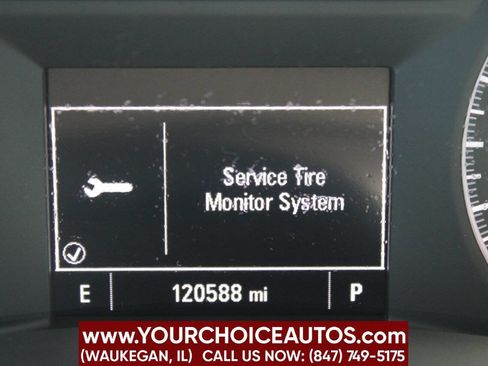 Service Tire
Monitor System
E 120588 mi P
WWW.YOURCHOICEAUTOS.COM
(WAUKEGAN, IL) CALL US NOW: (847) 749-5175